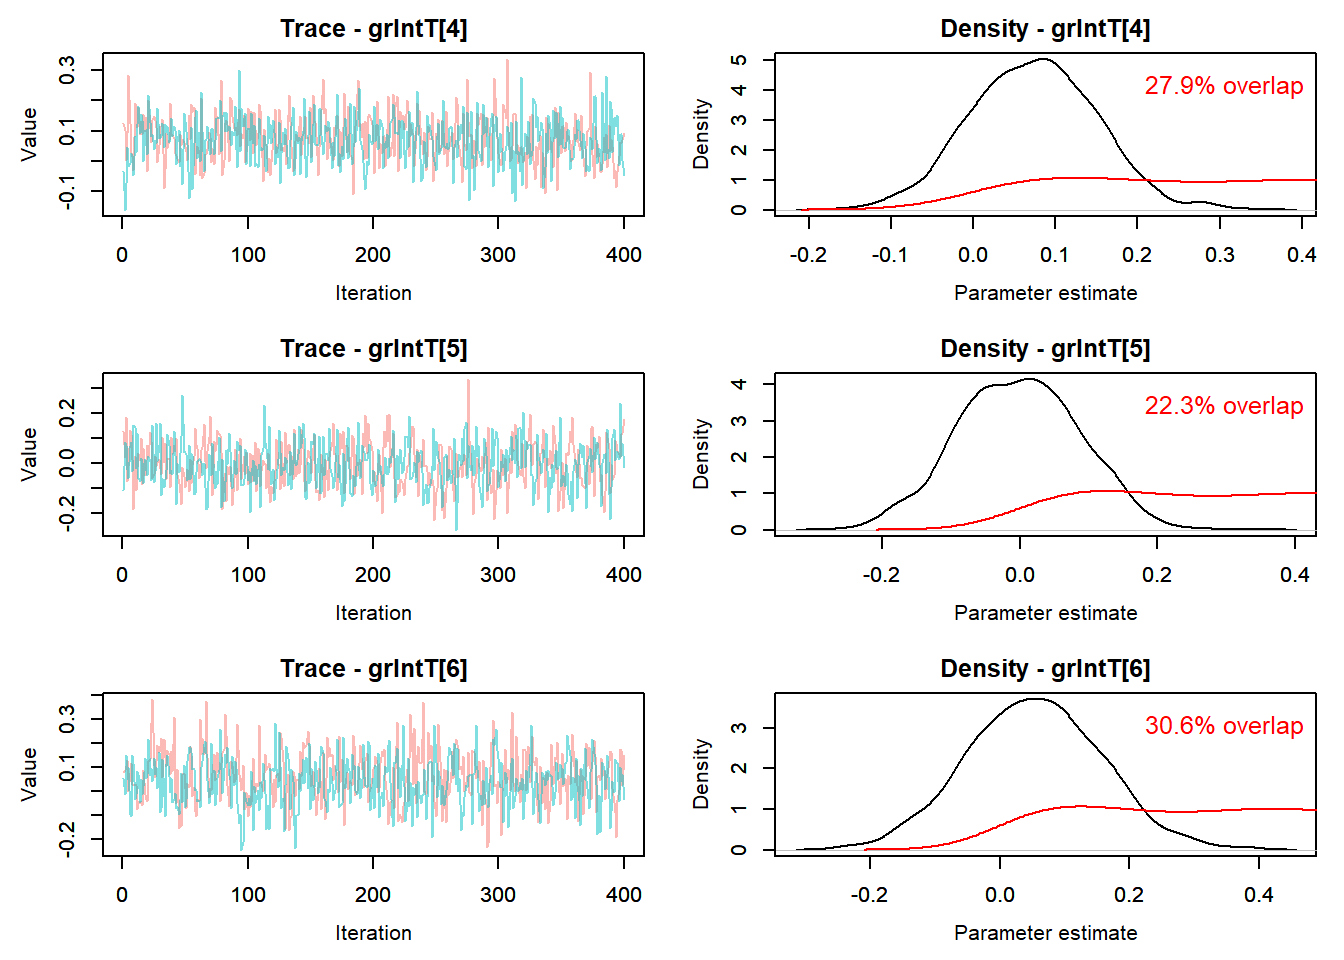 Trace - grIntT[4]
Value
-0.1 0.1 0.3
0 100 200 300 400
Iteration
Density - grIntT[4]
Density
0 1 2 3 4 5
27.9% overlap
-0.2 -0.1 0.0 0.1 0.2 0.3 0.4
Parameter estimate
Trace - grIntT[5]
Value
-0.2 0.0 0.2
0 100 200 300 400
Iteration
Density - grIntT[5]
Density
0 1 2 3 4
22.3% overlap
-0.2 0.0 0.2 0.4
Parameter estimate
Trace - grIntT[6]
Value
-0.2 0.1 0.3
0 100 200 300 400
Iteration
Density - grIntT[6]
Density
0 1 2 3
30.6% overlap
-0.2 0.0 0.2 0.4
Parameter estimate